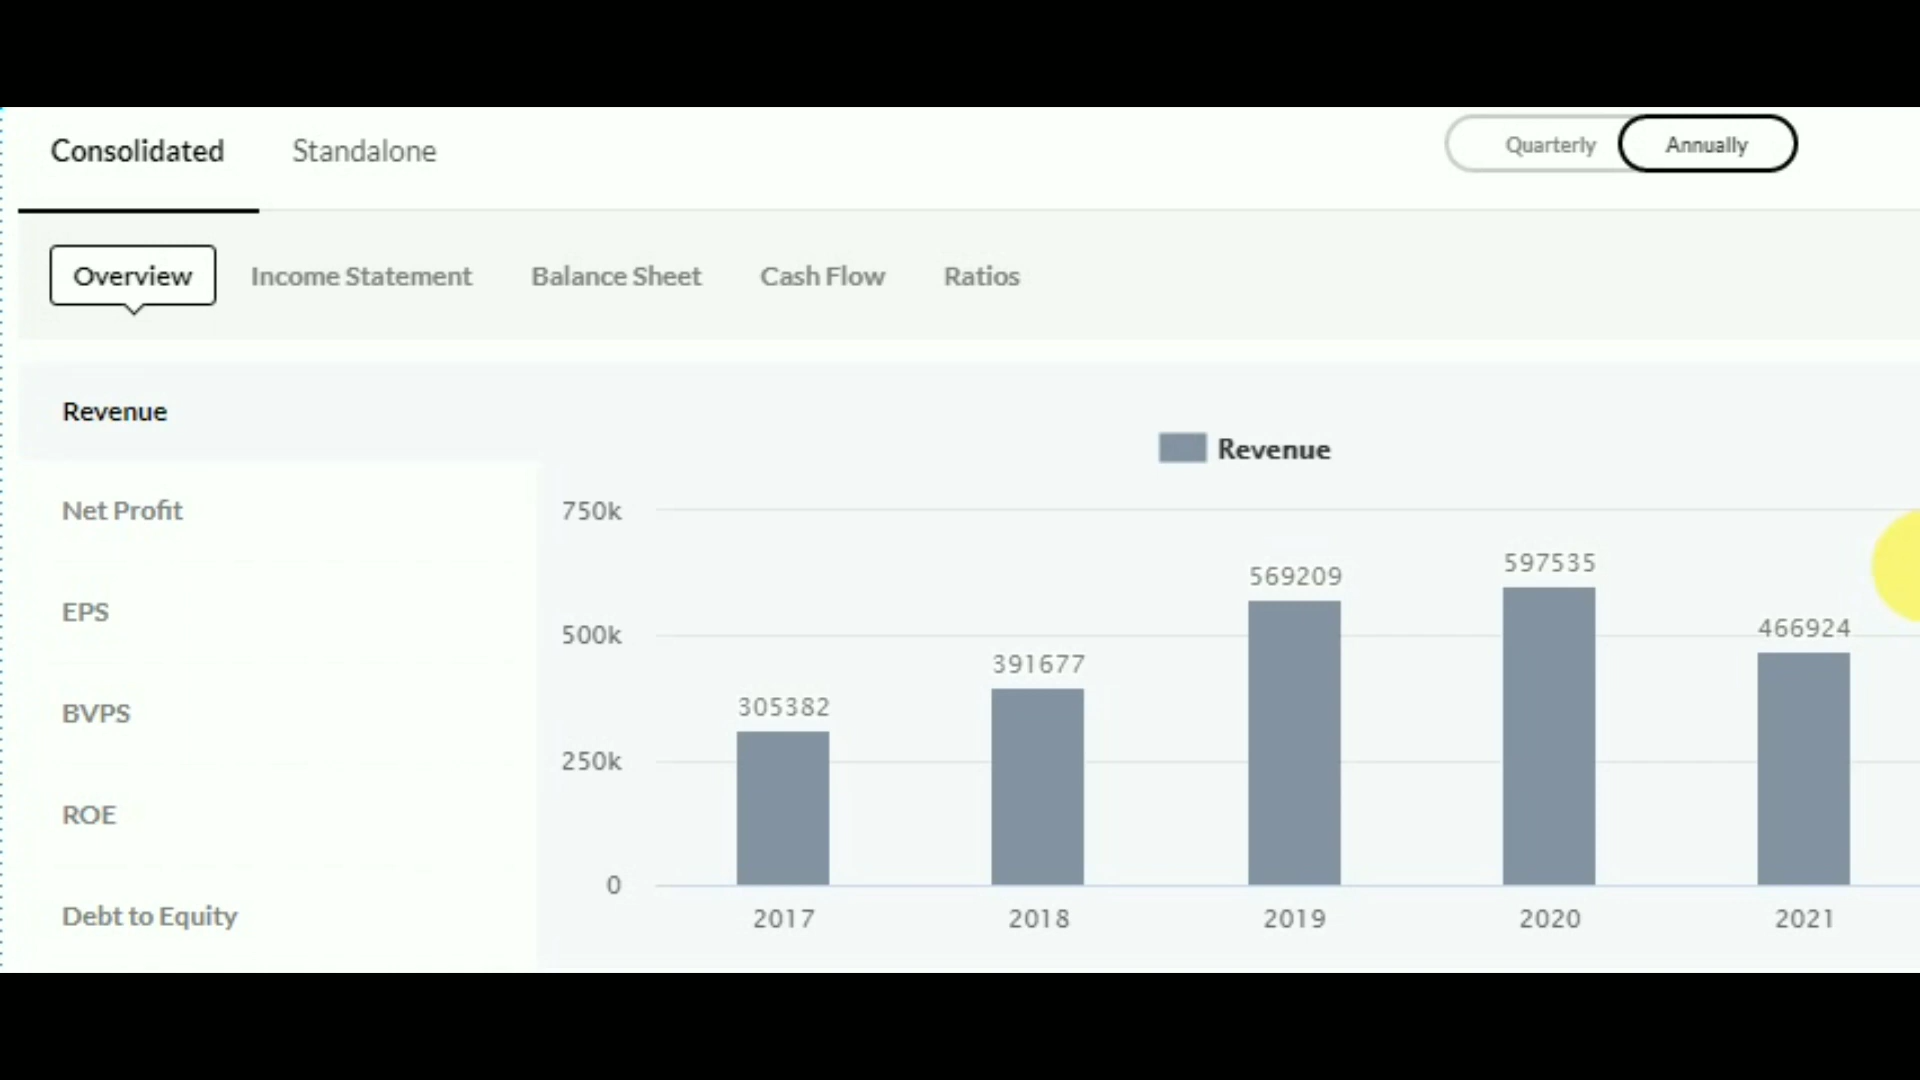 Consolidated Standalone Quarterly Annually
Overview Income Statement Balance Sheet Cash Flow Ratios
Revenue
Revenue
Net Profit
EPS
BVPS
ROE
Debt to Equity
750k
500k
250k
0
305382
391677
569209
597535
466924
2017 2018 2019 2020 2021